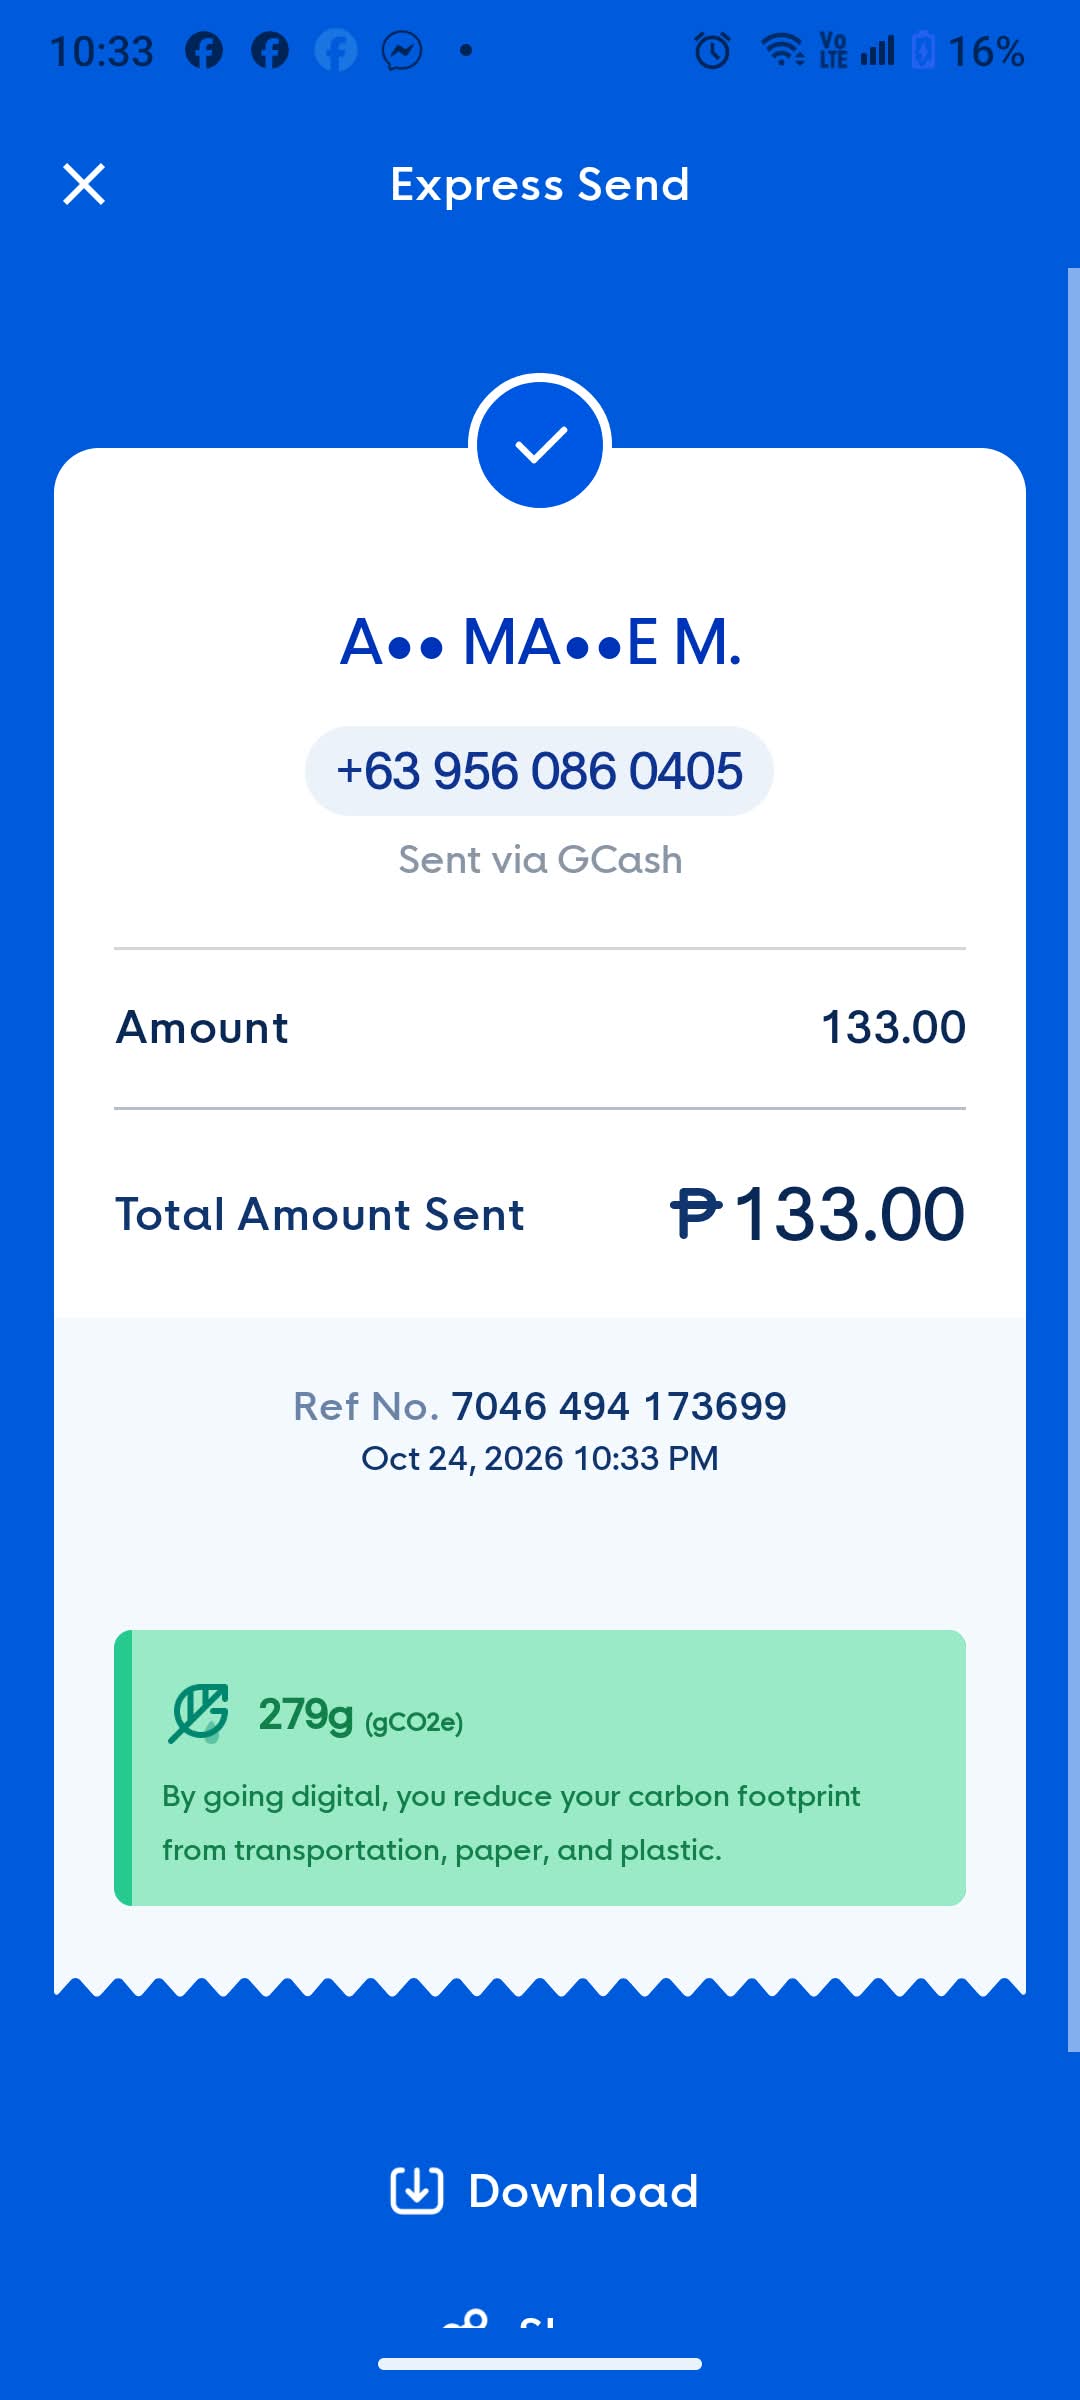 10:33 Vo LTE 16%
Express Send
A•• MA••E M.
+63 956 086 0405
Sent via GCash
Amount 133.00
Total Amount Sent ₱133.00
Ref No. 7046 494 173699
Oct 24, 2026 10:33 PM
279g (gCO2e)
By going digital, you reduce your carbon footprint
from transportation, paper, and plastic.
Download